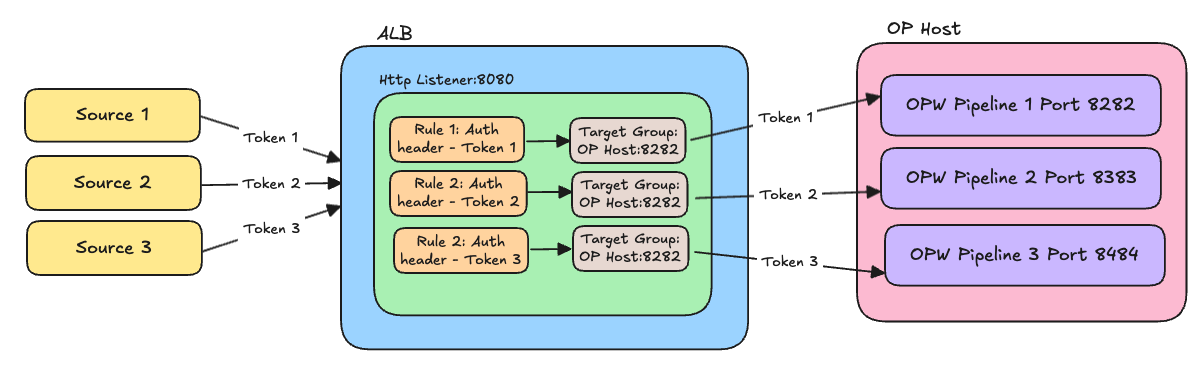 ALB
OP Host
Http Listener:8080
Source 1
Source 2
Source 3
Token 1
Token 2
Token 3
Rule 1: Auth
header - Token 1
Rule 2: Auth
header - Token 2
Rule 2: Auth
header - Token 3
Target Group:
OP Host:8282
Target Group:
OP Host:8282
Target Group:
OP Host:8282
Token 1
Token 2
Token 3
OPW Pipeline 1 Port 8282
OPW Pipeline 2 Port 8383
OPW Pipeline 3 Port 8484